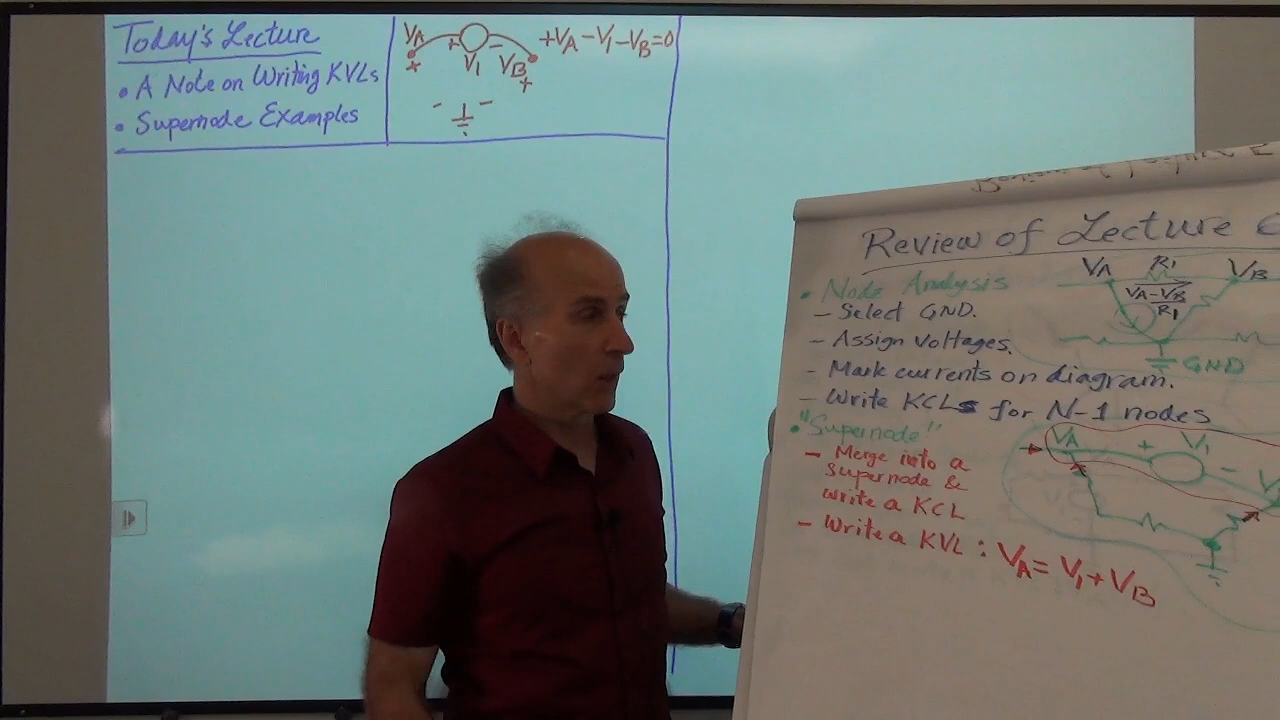 Today's Lecture
• A Note on Writing KVLs
• Supernode Examples
VA + V1 - VB +VA -V1 -VB=0
+ +
- -
Review of Lecture
• Node Analysis
- Select GND.
- Assign Voltages.
- Mark currents on diagram.
- Write KCLs for N-1 nodes
VA R1 VB
VA-VB
R1
GND
• "Supernode"
- Merge into a
supernode &
write a KCL
- Write a KVL : VA = V1 + VB
VA + V1 -